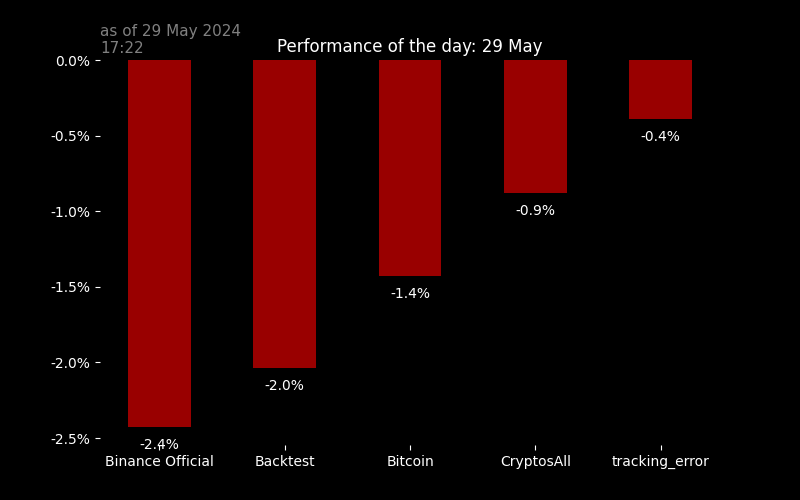 as of 29 May 2024
17:22
Performance of the day: 29 May
0.0%
-0.5%
-1.0%
-1.5%
-2.0%
-2.5%
-2.4%
-2.0%
-1.4%
-0.9%
-0.4%
Binance Official
Backtest
Bitcoin
CryptosAll
tracking_error